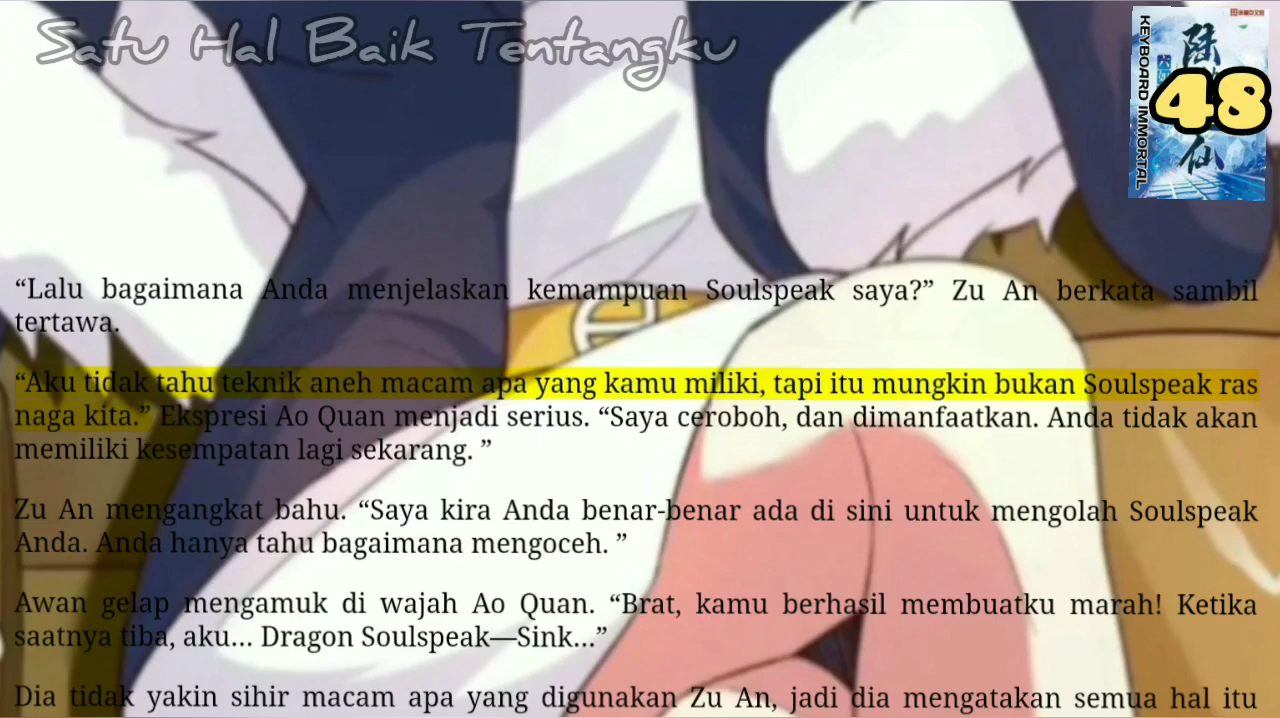 Satu Hal Baik Tentangku
KEYBOARD IMMORTAL
陆
仙
48
“Lalu bagaimana Anda menjelaskan kemampuan Soulspeak saya?” Zu An berkata sambil
tertawa.
“Aku tidak tahu teknik aneh macam apa yang kamu miliki, tapi itu mungkin bukan Soulspeak ras
naga kita.” Ekspresi Ao Quan menjadi serius. “Saya ceroboh, dan dimanfaatkan. Anda tidak akan
memiliki kesempatan lagi sekarang. ”
Zu An mengangkat bahu. “Saya kira Anda benar-benar ada di sini untuk mengolah Soulspeak
Anda. Anda hanya tahu bagaimana mengoceh. ”
Awan gelap mengamuk di wajah Ao Quan. “Brat, kamu berhasil membuatku marah! Ketika
saatnya tiba, aku... Dragon Soulspeak—Sink...”
Dia tidak yakin sihir macam apa yang digunakan Zu An, jadi dia mengatakan semua hal itu